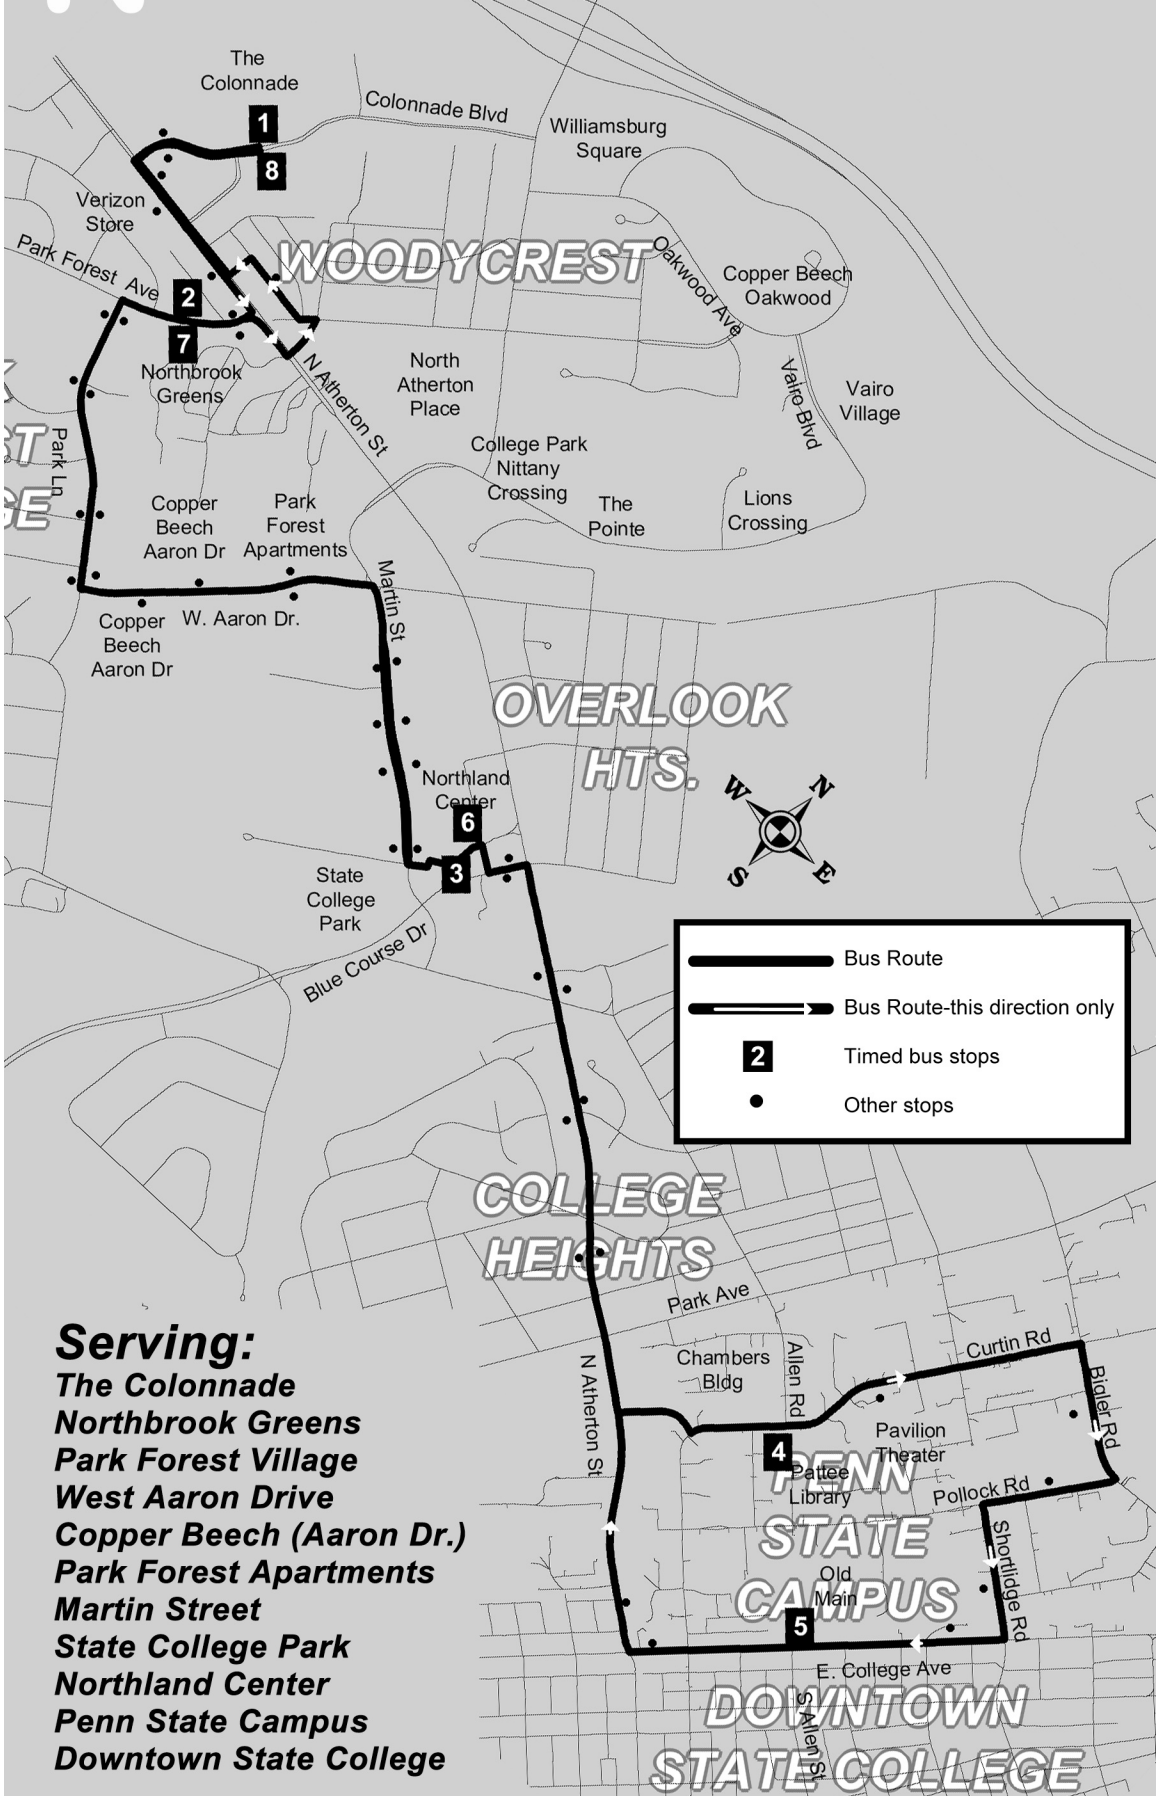 The
Colonnade
1
8
Colonnade Blvd
Williamsburg
Square
Verizon
Store
Park Forest Ave
WOODYCREST
Oakwood Ave
Copper Beech
Oakwood
2
7
Northbrook
Greens
N Atherton St
North
Atherton
Place
Vairo Blvd
Vairo
Village
Park Ln
College Park
Nittany
Crossing
The
Pointe
Lions
Crossing
Copper
Beech
Aaron Dr
Park
Forest
Apartments
Martin St
Copper
Beech
Aaron Dr
W. Aaron Dr.
OVERLOOK
HTS.
Northland
Center
6
3
W
N
S
E
State
College
Park
Blue Course Dr
Bus Route
Bus Route-this direction only
2
Timed bus stops
Other stops
COLLEGE
HEIGHTS
Park Ave
Chambers
Bldg
Allen Rd
Curtin Rd
Bigler Rd
N Atherton St
Pavilion
Theater
4
Pattee
Library
PENN
STATE
CAMPUS
Pollock Rd
Shortlidge Rd
Old
Main
5
E. College Ave
S Allen St
DOWNTOWN
STATE COLLEGE
Serving:
The Colonnade
Northbrook Greens
Park Forest Village
West Aaron Drive
Copper Beech (Aaron Dr.)
Park Forest Apartments
Martin Street
State College Park
Northland Center
Penn State Campus
Downtown State College